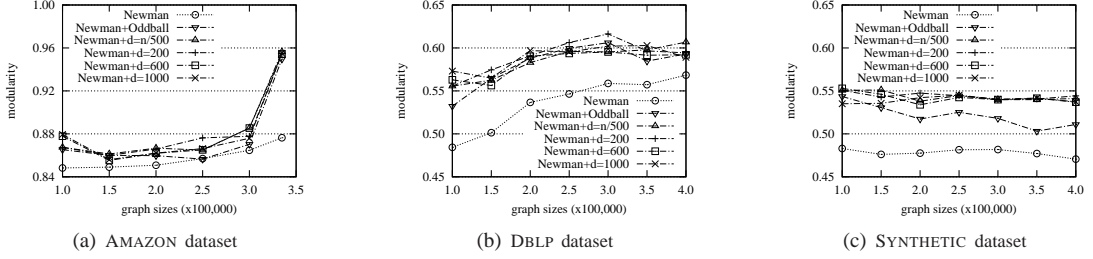 1.00
0.96
0.92
0.88
0.84
modularity
Newman
Newman+Oddball
Newman+d=n/500
Newman+d=200
Newman+d=600
Newman+d=1000
1.0 1.5 2.0 2.5 3.0 3.5
graph sizes (x100,000)
(a) AMAZON dataset
0.65
0.60
0.55
0.50
0.45
modularity
Newman
Newman+Oddball
Newman+d=n/500
Newman+d=200
Newman+d=600
Newman+d=1000
1.0 1.5 2.0 2.5 3.0 3.5 4.0
graph sizes (x100,000)
(b) DBLP dataset
0.65
0.60
0.55
0.50
0.45
modularity
Newman
Newman+Oddball
Newman+d=n/500
Newman+d=200
Newman+d=600
Newman+d=1000
1.0 1.5 2.0 2.5 3.0 3.5 4.0
graph sizes (x100,000)
(c) SYNTHETIC dataset